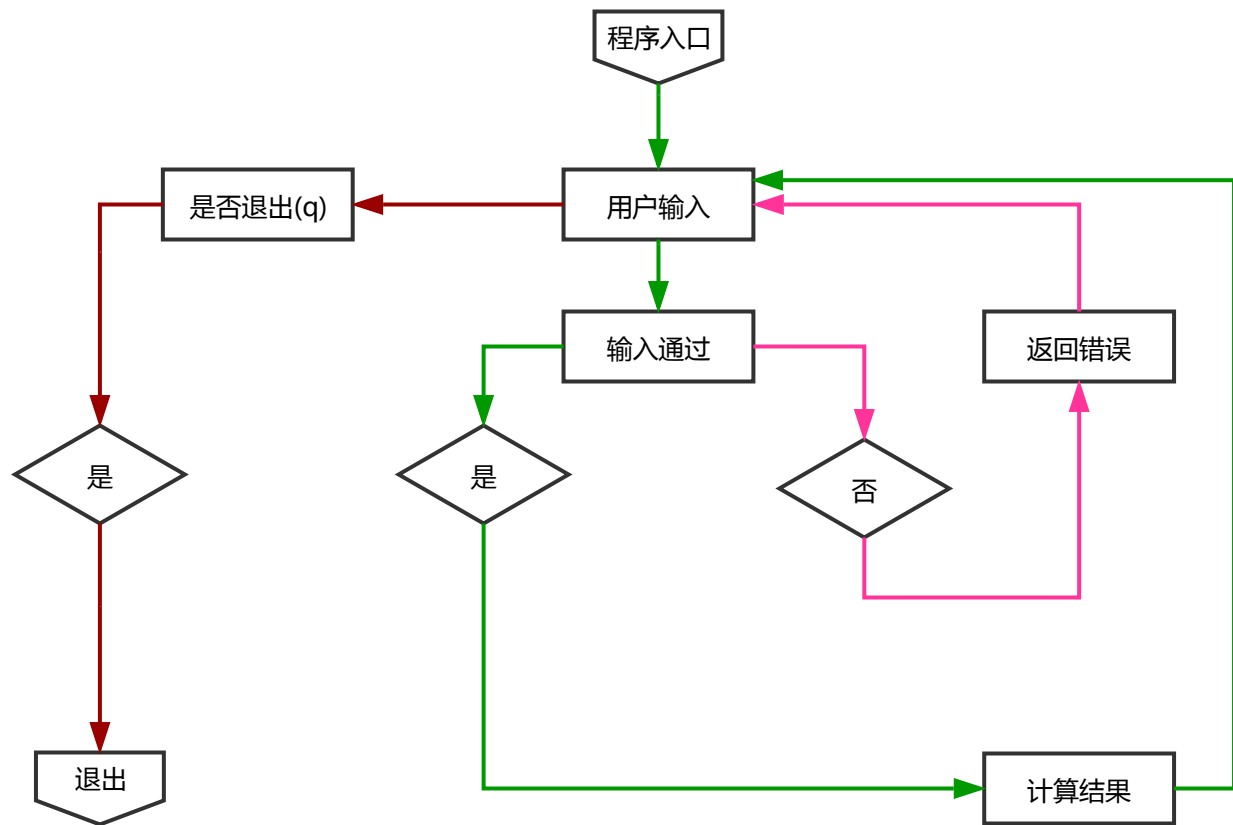 程序入口
是否退出(q)
用户输入
输入通过
返回错误
是
是
否
退出
计算结果